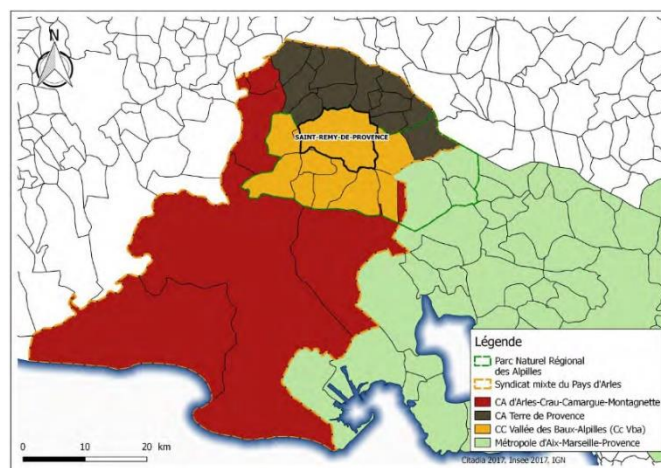 N
SAINT-REMY-DE-PROVENCE
Légende
Parc Naturel Régional
des Alpilles
Syndicat mixte du Pays d'Arles
CA d'Arles-Crau-Camargue-Montagnette
CA Terre de Provence
CC Vallée des Baux-Alpilles (Cc Vba)
Métropole d'Aix-Marseille-Provence
0 10 20 km
Citadia 2017, Insee 2017, IGN